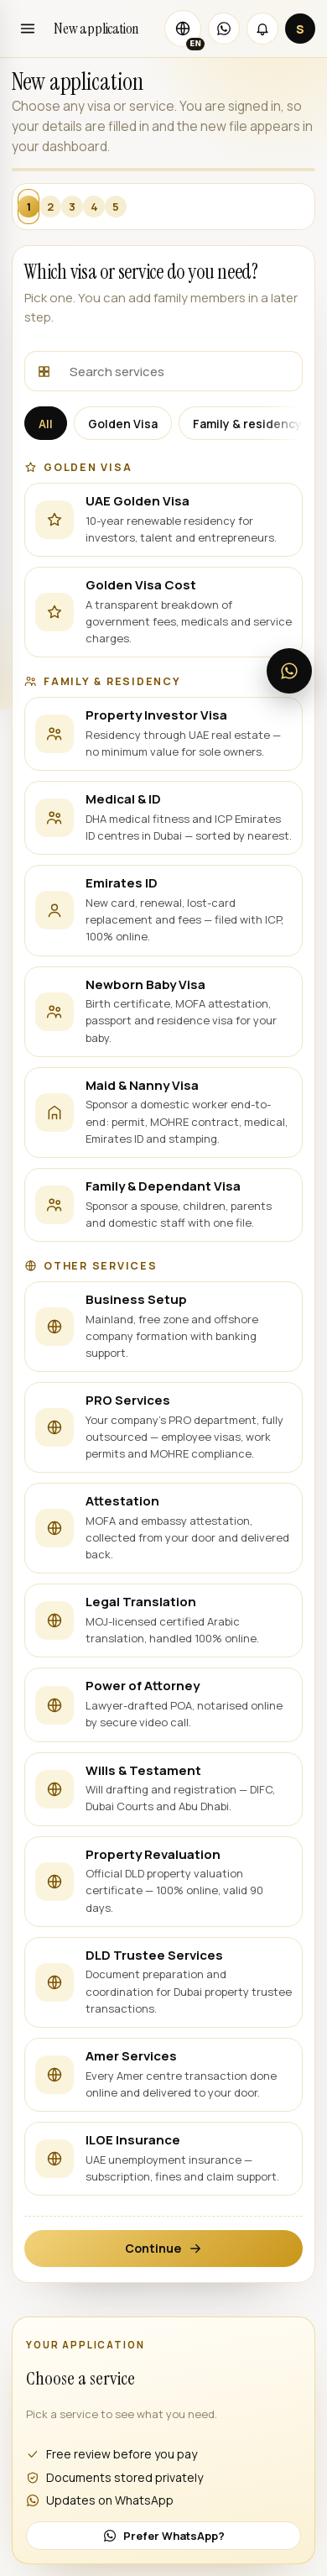 New application
EN
S
New application
Choose any visa or service. You are signed in, so
your details are filled in and the new file appears in
your dashboard.
1 2 3 4 5
Which visa or service do you need?
Pick one. You can add family members in a later
step.
Search services
All Golden Visa Family & residency
GOLDEN VISA
UAE Golden Visa
10-year renewable residency for
investors, talent and entrepreneurs.
Golden Visa Cost
A transparent breakdown of
government fees, medicals and service
charges.
FAMILY & RESIDENCY
Property Investor Visa
Residency through UAE real estate —
no minimum value for sole owners.
Medical & ID
DHA medical fitness and ICP Emirates
ID centres in Dubai — sorted by nearest.
Emirates ID
New card, renewal, lost-card
replacement and fees — filed with ICP,
100% online.
Newborn Baby Visa
Birth certificate, MOFA attestation,
passport and residence visa for your
baby.
Maid & Nanny Visa
Sponsor a domestic worker end-to-
end: permit, MOHRE contract, medical,
Emirates ID and stamping.
Family & Dependant Visa
Sponsor a spouse, children, parents
and domestic staff with one file.
OTHER SERVICES
Business Setup
Mainland, free zone and offshore
company formation with banking
support.
PRO Services
Your company's PRO department, fully
outsourced — employee visas, work
permits and MOHRE compliance.
Attestation
MOFA and embassy attestation,
collected from your door and delivered
back.
Legal Translation
MOJ-licensed certified Arabic
translation, handled 100% online.
Power of Attorney
Lawyer-drafted POA, notarised online
by secure video call.
Wills & Testament
Will drafting and registration — DIFC,
Dubai Courts and Abu Dhabi.
Property Revaluation
Official DLD property valuation
certificate — 100% online, valid 90
days.
DLD Trustee Services
Document preparation and
coordination for Dubai property trustee
transactions.
Amer Services
Every Amer centre transaction done
online and delivered to your door.
ILOE Insurance
UAE unemployment insurance —
subscription, fines and claim support.
Continue →
YOUR APPLICATION
Choose a service
Pick a service to see what you need.
Free review before you pay
Documents stored privately
Updates on WhatsApp
Prefer WhatsApp?